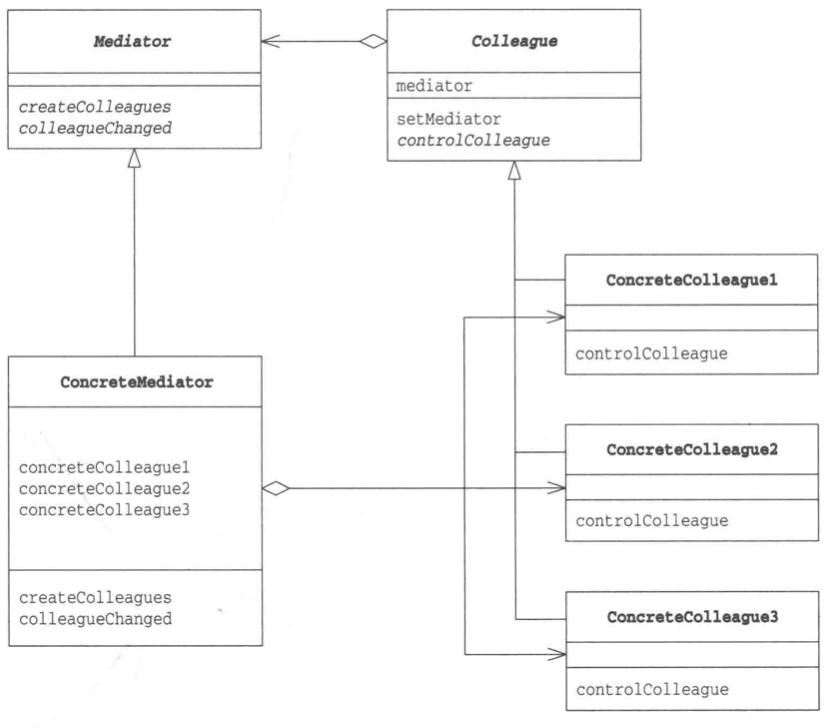 Mediator
createColleagues
colleagueChanged
Colleague
mediator
setMediator
controlColleague
ConcreteColleague1
controlColleague
ConcreteMediator
concreteColleague1
concreteColleague2
concreteColleague3
createColleagues
colleagueChanged
ConcreteColleague2
controlColleague
ConcreteColleague3
controlColleague